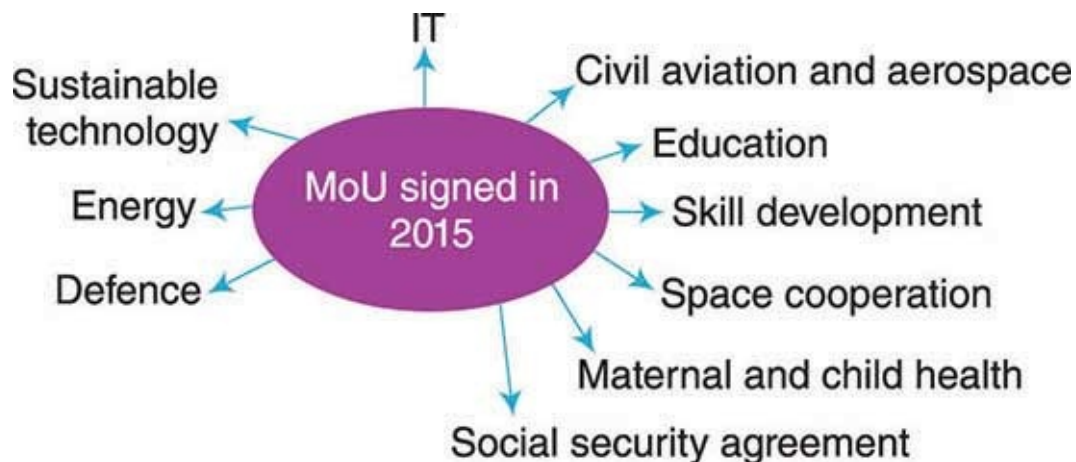 IT
Sustainable
technology
Civil aviation and aerospace
Education
MoU signed in
2015
Energy
Skill development
Defence
Space cooperation
Maternal and child health
Social security agreement